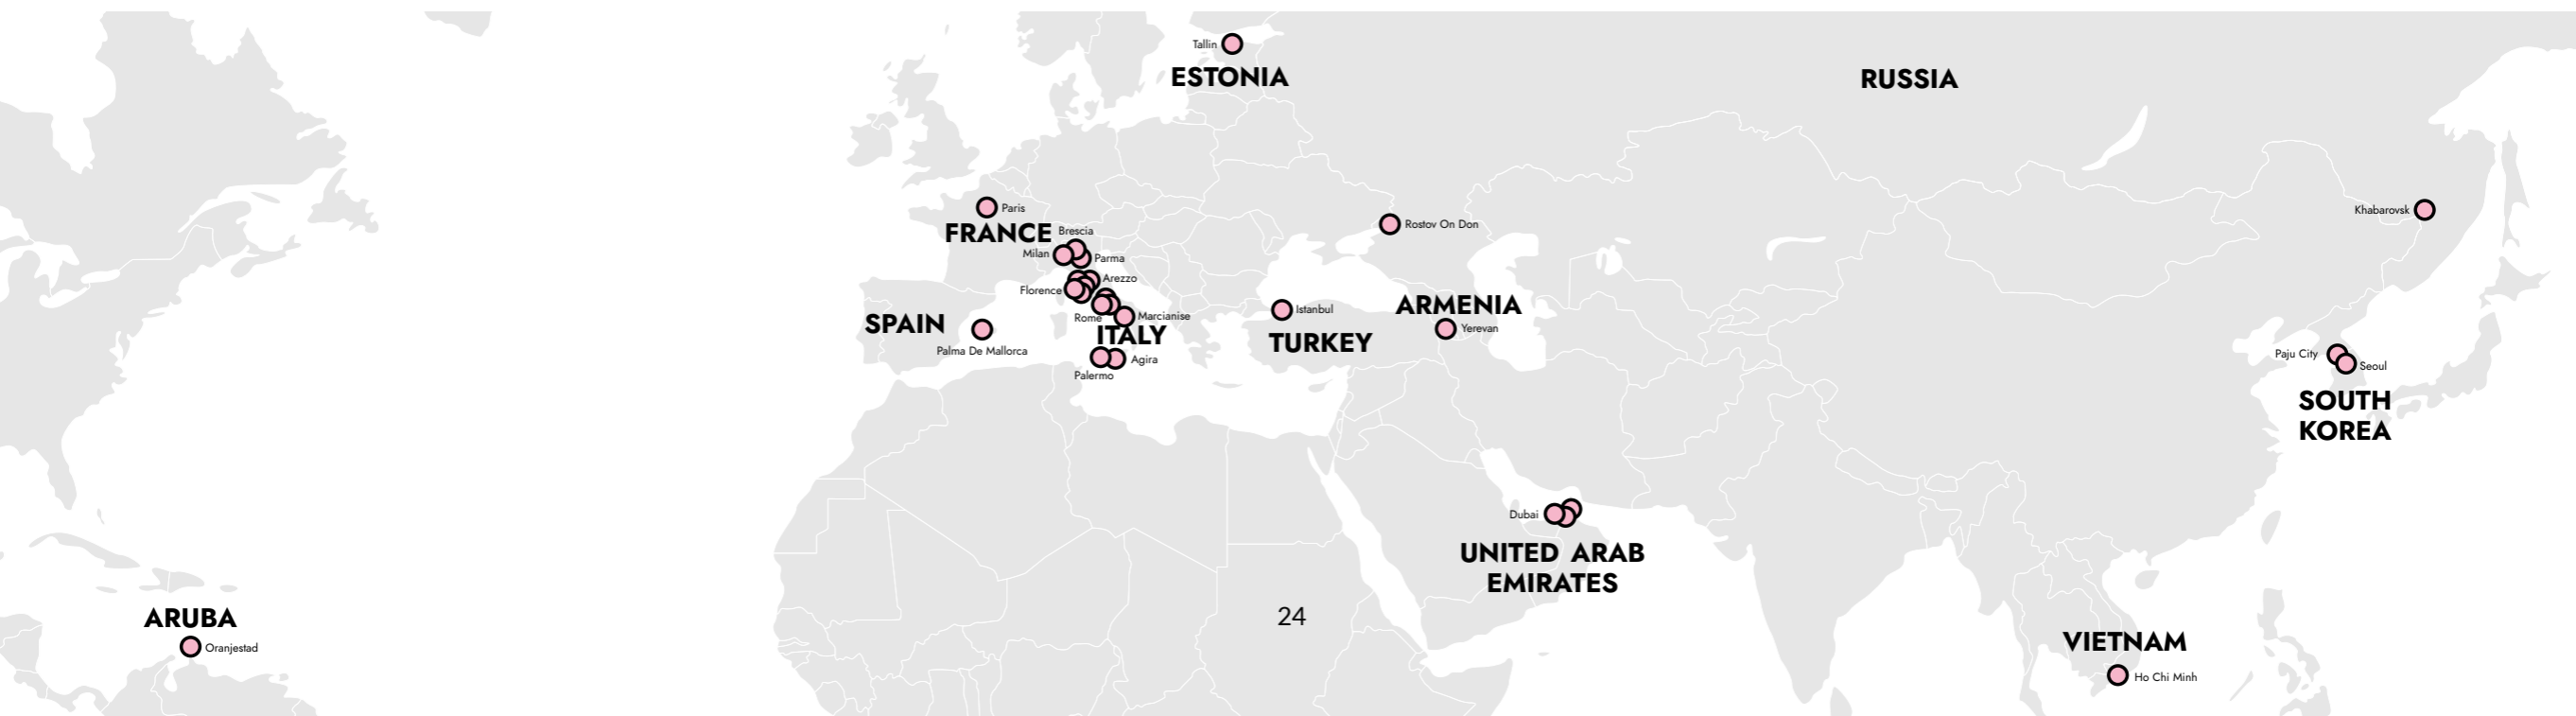 Tallin
ESTONIA
RUSSIA
Paris
FRANCE
Brescia
Milan
Parma
Arezzo
Florence
Rome
Marcianise
ITALY
SPAIN
Palma De Mallorca
Agira
Palermo
Rostov On Don
Khabarovsk
Istanbul
TURKEY
ARMENIA
Yerevan
Paju City
Seoul
SOUTH
KOREA
Dubai
UNITED ARAB
EMIRATES
24
ARUBA
Oranjestad
VIETNAM
Ho Chi Minh